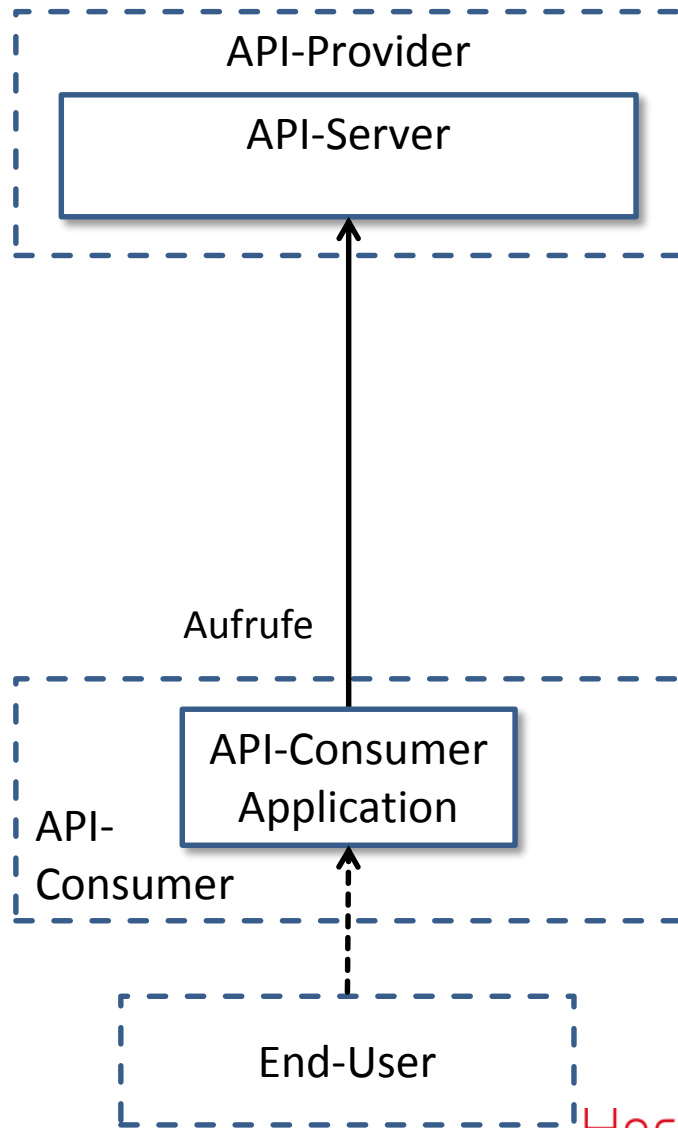 API-Provider
API-Server
Aufrufe
API-Consumer
Application
API-
Consumer
End-User